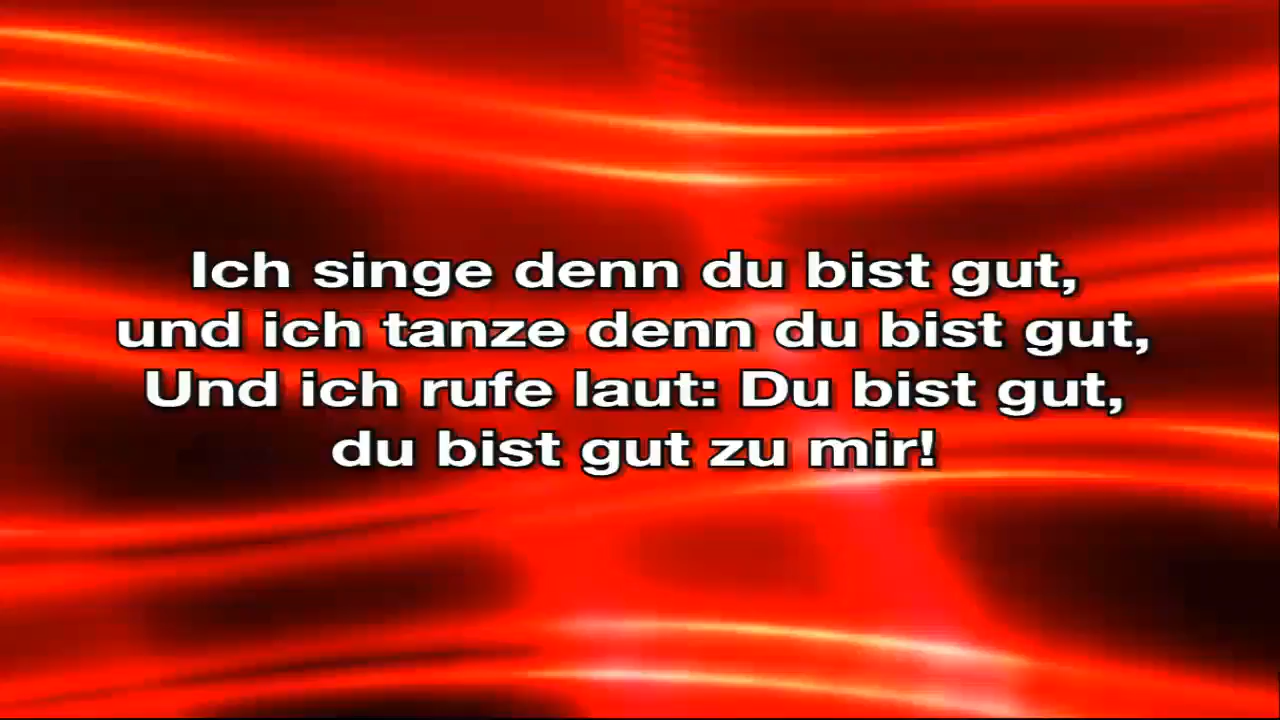 Ich singe denn du bist gut,
und ich tanze denn du bist gut,
Und ich rufe laut: Du bist gut,
du bist gut zu mir!